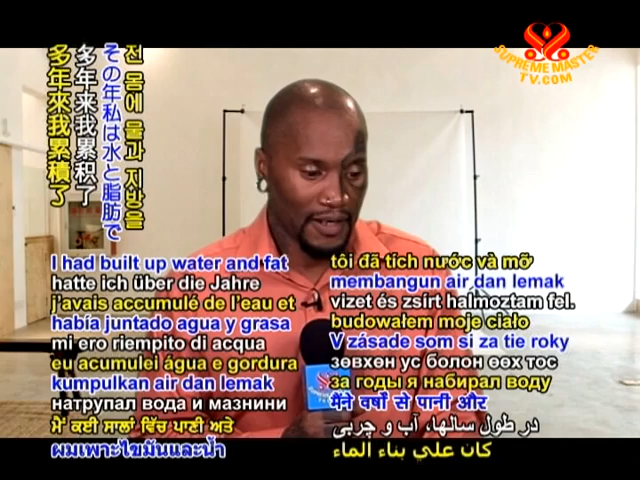 SUPREME MASTER
TV.COM
전 몸에 물과 지방을
その年私は水と脂肪で
多年来我累积了
多年來我累積了
I had built up water and fat
hatte ich über die Jahre
j'avais accumulé de l'eau et
había juntado agua y grasa
mi ero riempito di acqua
eu acumulei água e gordura
kumpulkan air dan lemak
натрупал вода и мазнини
ਮੈਂ ਕਈ ਸਾਲਾਂ ਵਿੱਚ ਪਾਣੀ ਅਤੇ
ผมเพาะไขมันและน้ำ
tôi đã tích nước và mỡ
membangun air dan lemak
vizet és zsírt halmoztam fel.
budowałem moje ciało
V zásade som si za tie roky
зөвхөн ус болон өөх тос
за годы я набирал воду
मैंने वर्षों से पानी और
در طول سالها، آب و چربی
كان علي بناء الماء